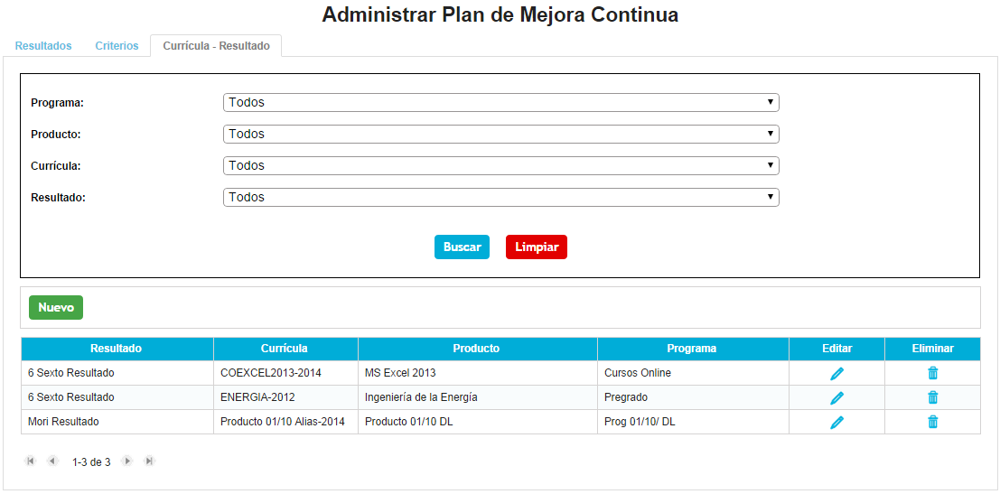 Administrar Plan de Mejora Continua
Resultados Criterios Currícula - Resultado
Programa: Todos
Producto: Todos
Currícula: Todos
Resultado: Todos
Buscar Limpiar
Nuevo
Resultado Currícula Producto Programa Editar Eliminar
6 Sexto Resultado COEXCEL2013-2014 MS Excel 2013 Cursos Online
6 Sexto Resultado ENERGIA-2012 Ingeniería de la Energía Pregrado
Mori Resultado Producto 01/10 Alias-2014 Producto 01/10 DL Prog 01/10/ DL
1-3 de 3